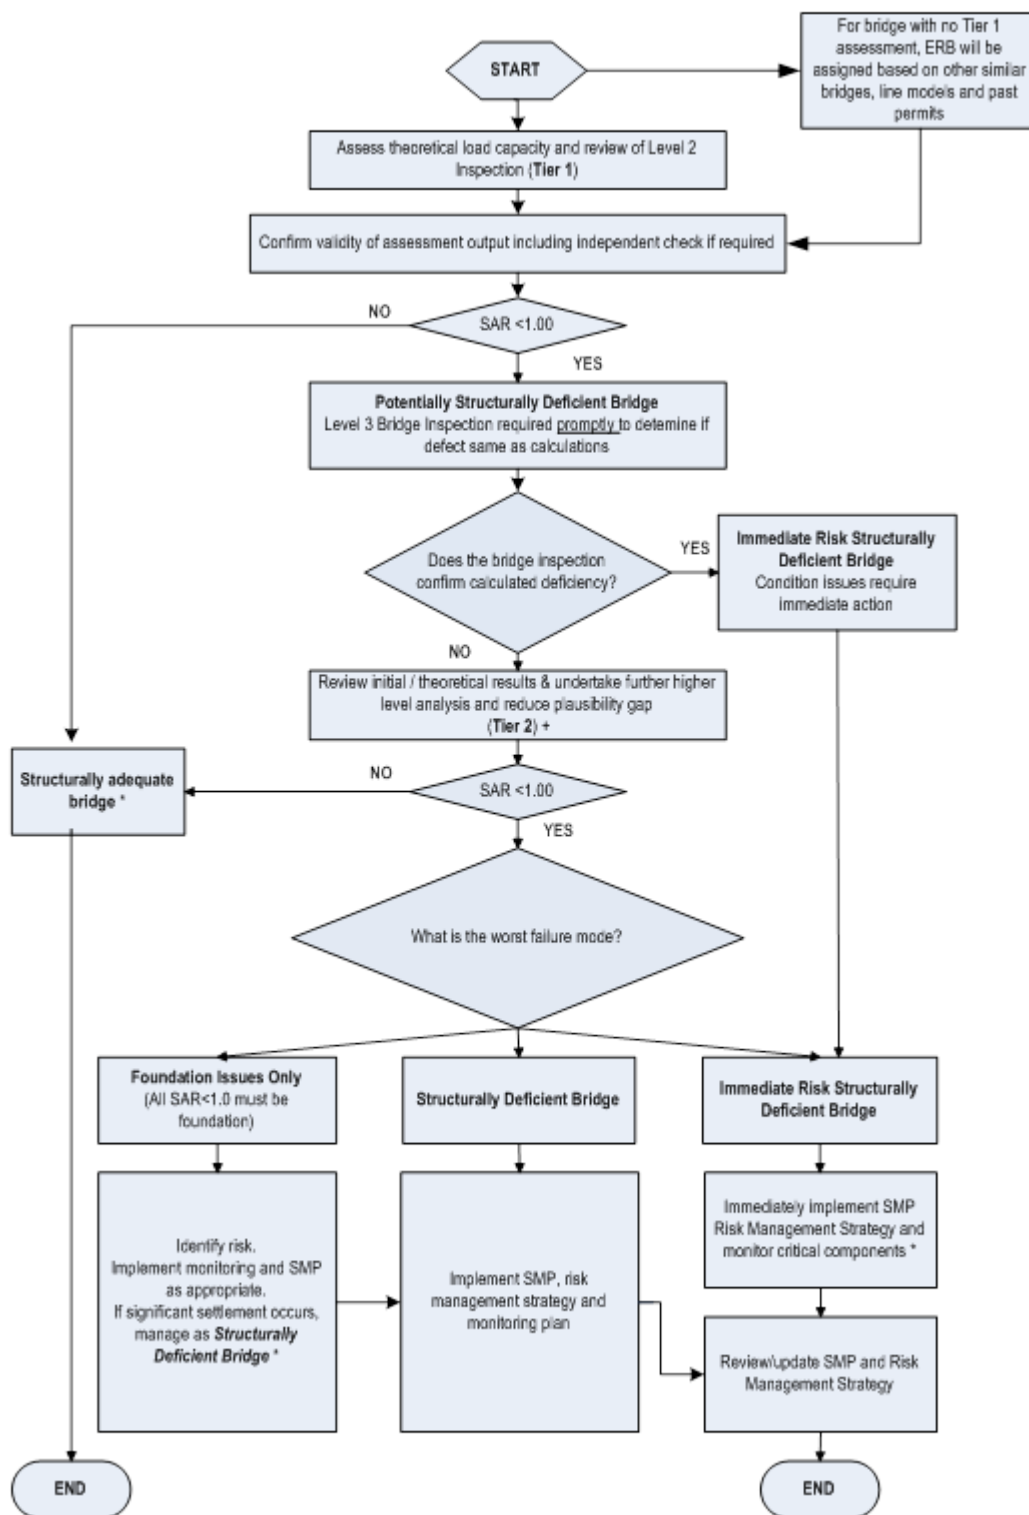 START
For bridge with no Tier 1
assessment, ERB will be
assigned based on other similar
bridges, line models and past
permits
Assess theoretical load capacity and review of Level 2
Inspection (Tier 1)
Confirm validity of assessment output including independent check if required
NO
SAR <1.00
YES
Potentially Structurally Deficient Bridge
Level 3 Bridge Inspection required promptly to detemine if
defect same as calculations
Does the bridge inspection
confirm calculated deficiency?
YES
Immediate Risk Structurally
Deficient Bridge
Condition issues require
immediate action
NO
Review initial / theoretical results & undertake further higher
level analysis and reduce plausibility gap
(Tier 2) +
Structurally adequate
bridge *
NO
SAR <1.00
YES
What is the worst failure mode?
Foundation Issues Only
(All SAR<1.0 must be
foundation)
Structurally Deficient Bridge
Immediate Risk Structurally
Deficient Bridge
Identify risk.
Implement monitoring and SMP
as appropriate.
If significant settlement occurs,
manage as Structurally
Deficient Bridge *
Implement SMP, risk
management strategy and
monitoring plan
Immediately implement SMP
Risk Management Strategy and
monitor critical components *
Review/update SMP and Risk
Management Strategy
END
END